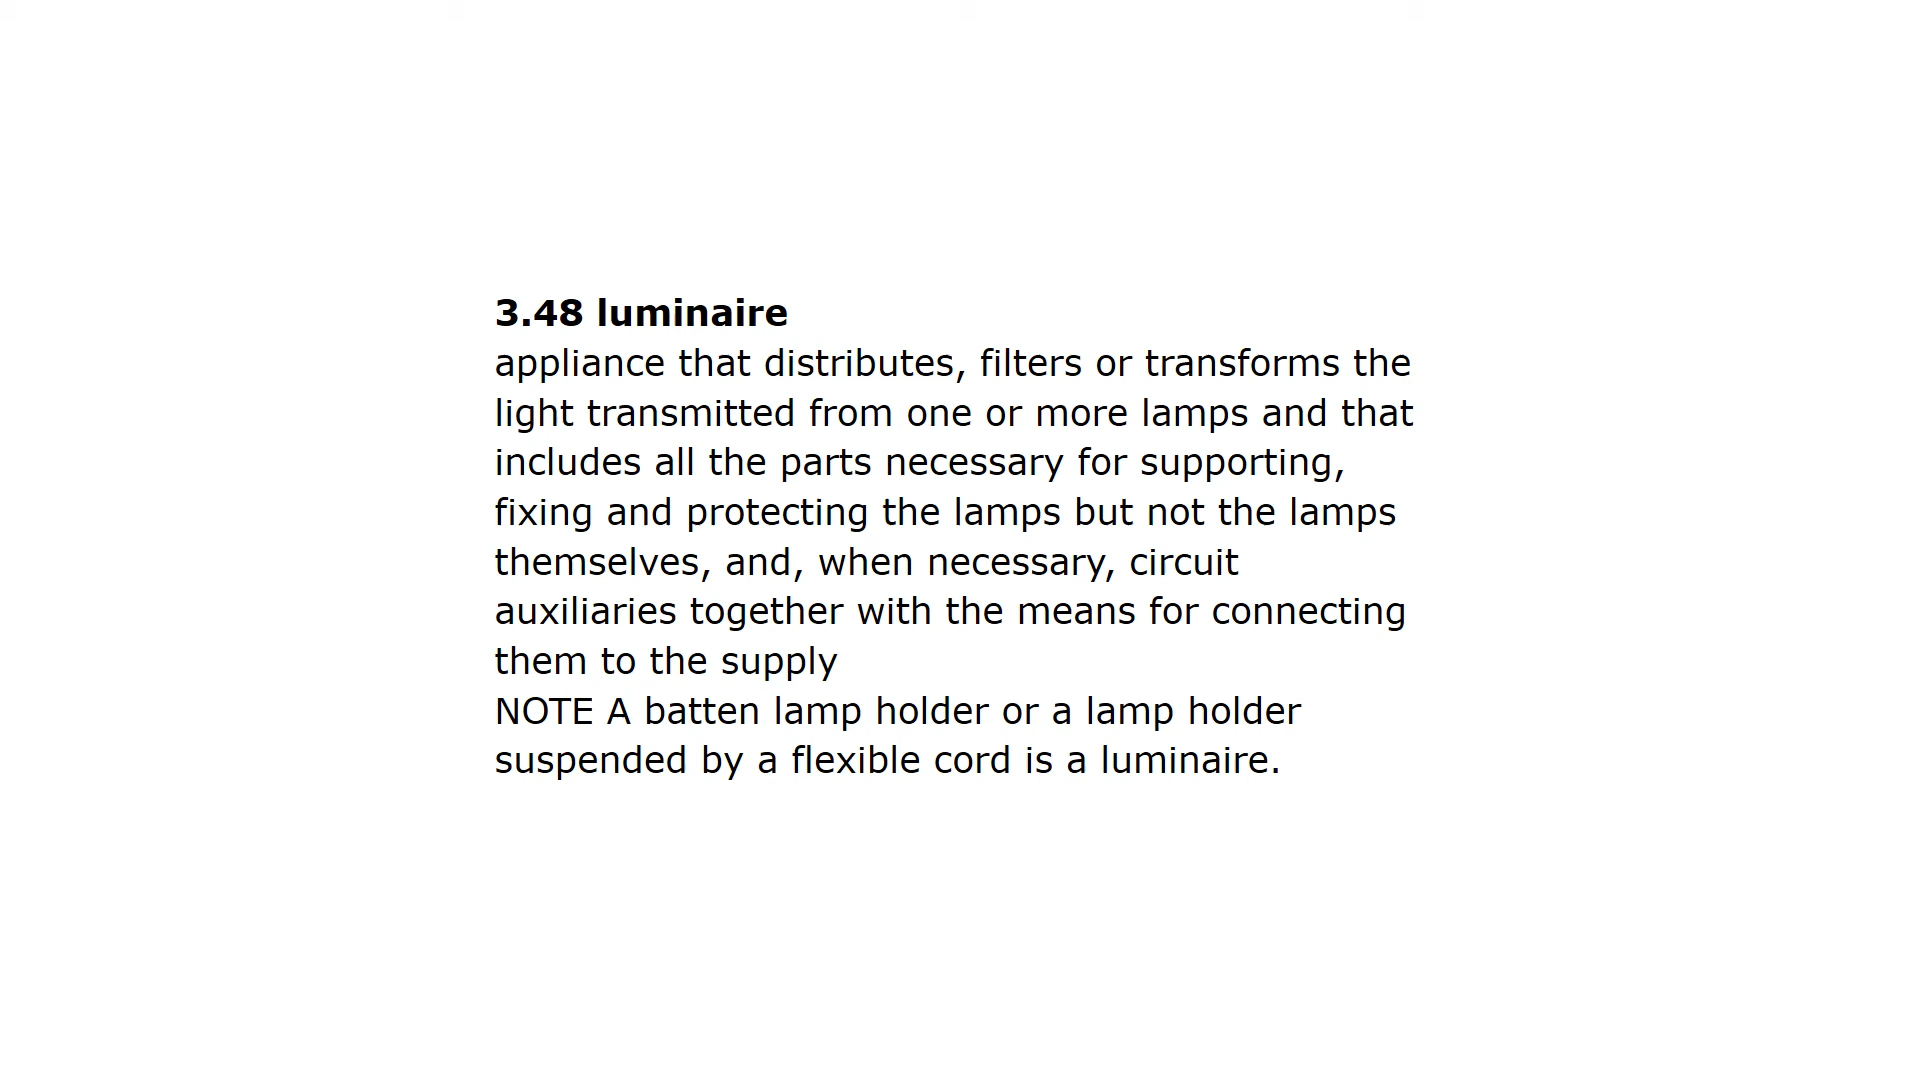 3.48 luminaire
appliance that distributes, filters or transforms the
light transmitted from one or more lamps and that
includes all the parts necessary for supporting,
fixing and protecting the lamps but not the lamps
themselves, and, when necessary, circuit
auxiliaries together with the means for connecting
them to the supply
NOTE A batten lamp holder or a lamp holder
suspended by a flexible cord is a luminaire.